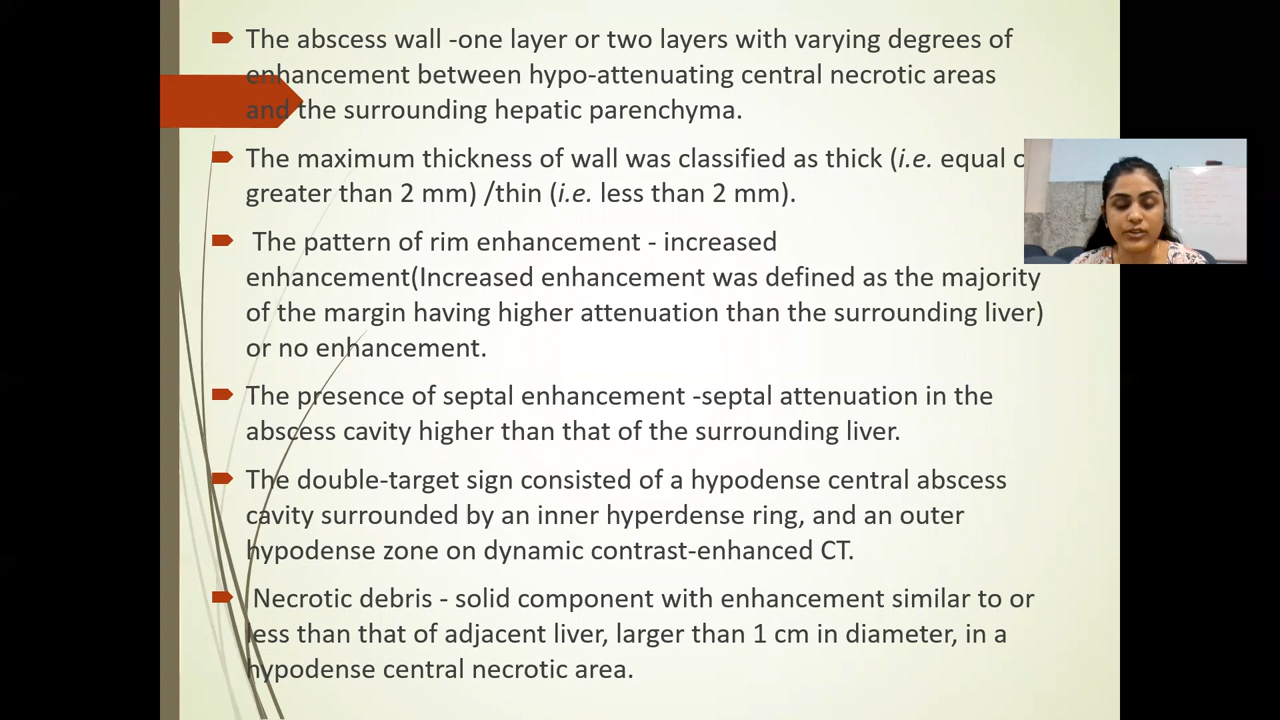 The abscess wall -one layer or two layers with varying degrees of
enhancement between hypo-attenuating central necrotic areas
and the surrounding hepatic parenchyma.
The maximum thickness of wall was classified as thick (i.e. equal
greater than 2 mm) /thin (i.e. less than 2 mm).
The pattern of rim enhancement - increased
enhancement(Increased enhancement was defined as the majority
of the margin having higher attenuation than the surrounding liver)
or no enhancement.
The presence of septal enhancement -septal attenuation in the
abscess cavity higher than that of the surrounding liver.
The double-target sign consisted of a hypodense central abscess
cavity surrounded by an inner hyperdense ring, and an outer
hypodense zone on dynamic contrast-enhanced CT.
Necrotic debris - solid component with enhancement similar to or
less than that of adjacent liver, larger than 1 cm in diameter, in a
hypodense central necrotic area.